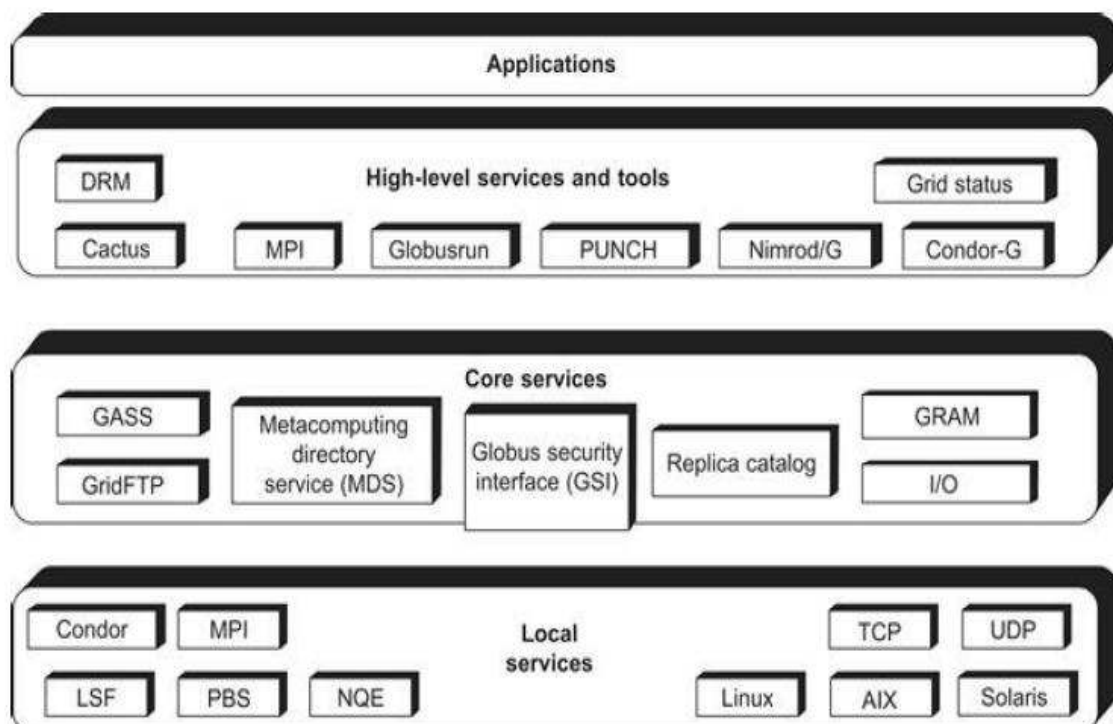 Applications
DRM
High-level services and tools
Grid status
Cactus
MPI
Globusrun
PUNCH
Nimrod/G
Condor-G
Core services
GASS
Metacomputing
directory
service (MDS)
GridFTP
Globus security
interface (GSI)
Replica catalog
GRAM
I/O
Condor
MPI
Local
services
TCP
UDP
LSF
PBS
NQE
Linux
AIX
Solaris